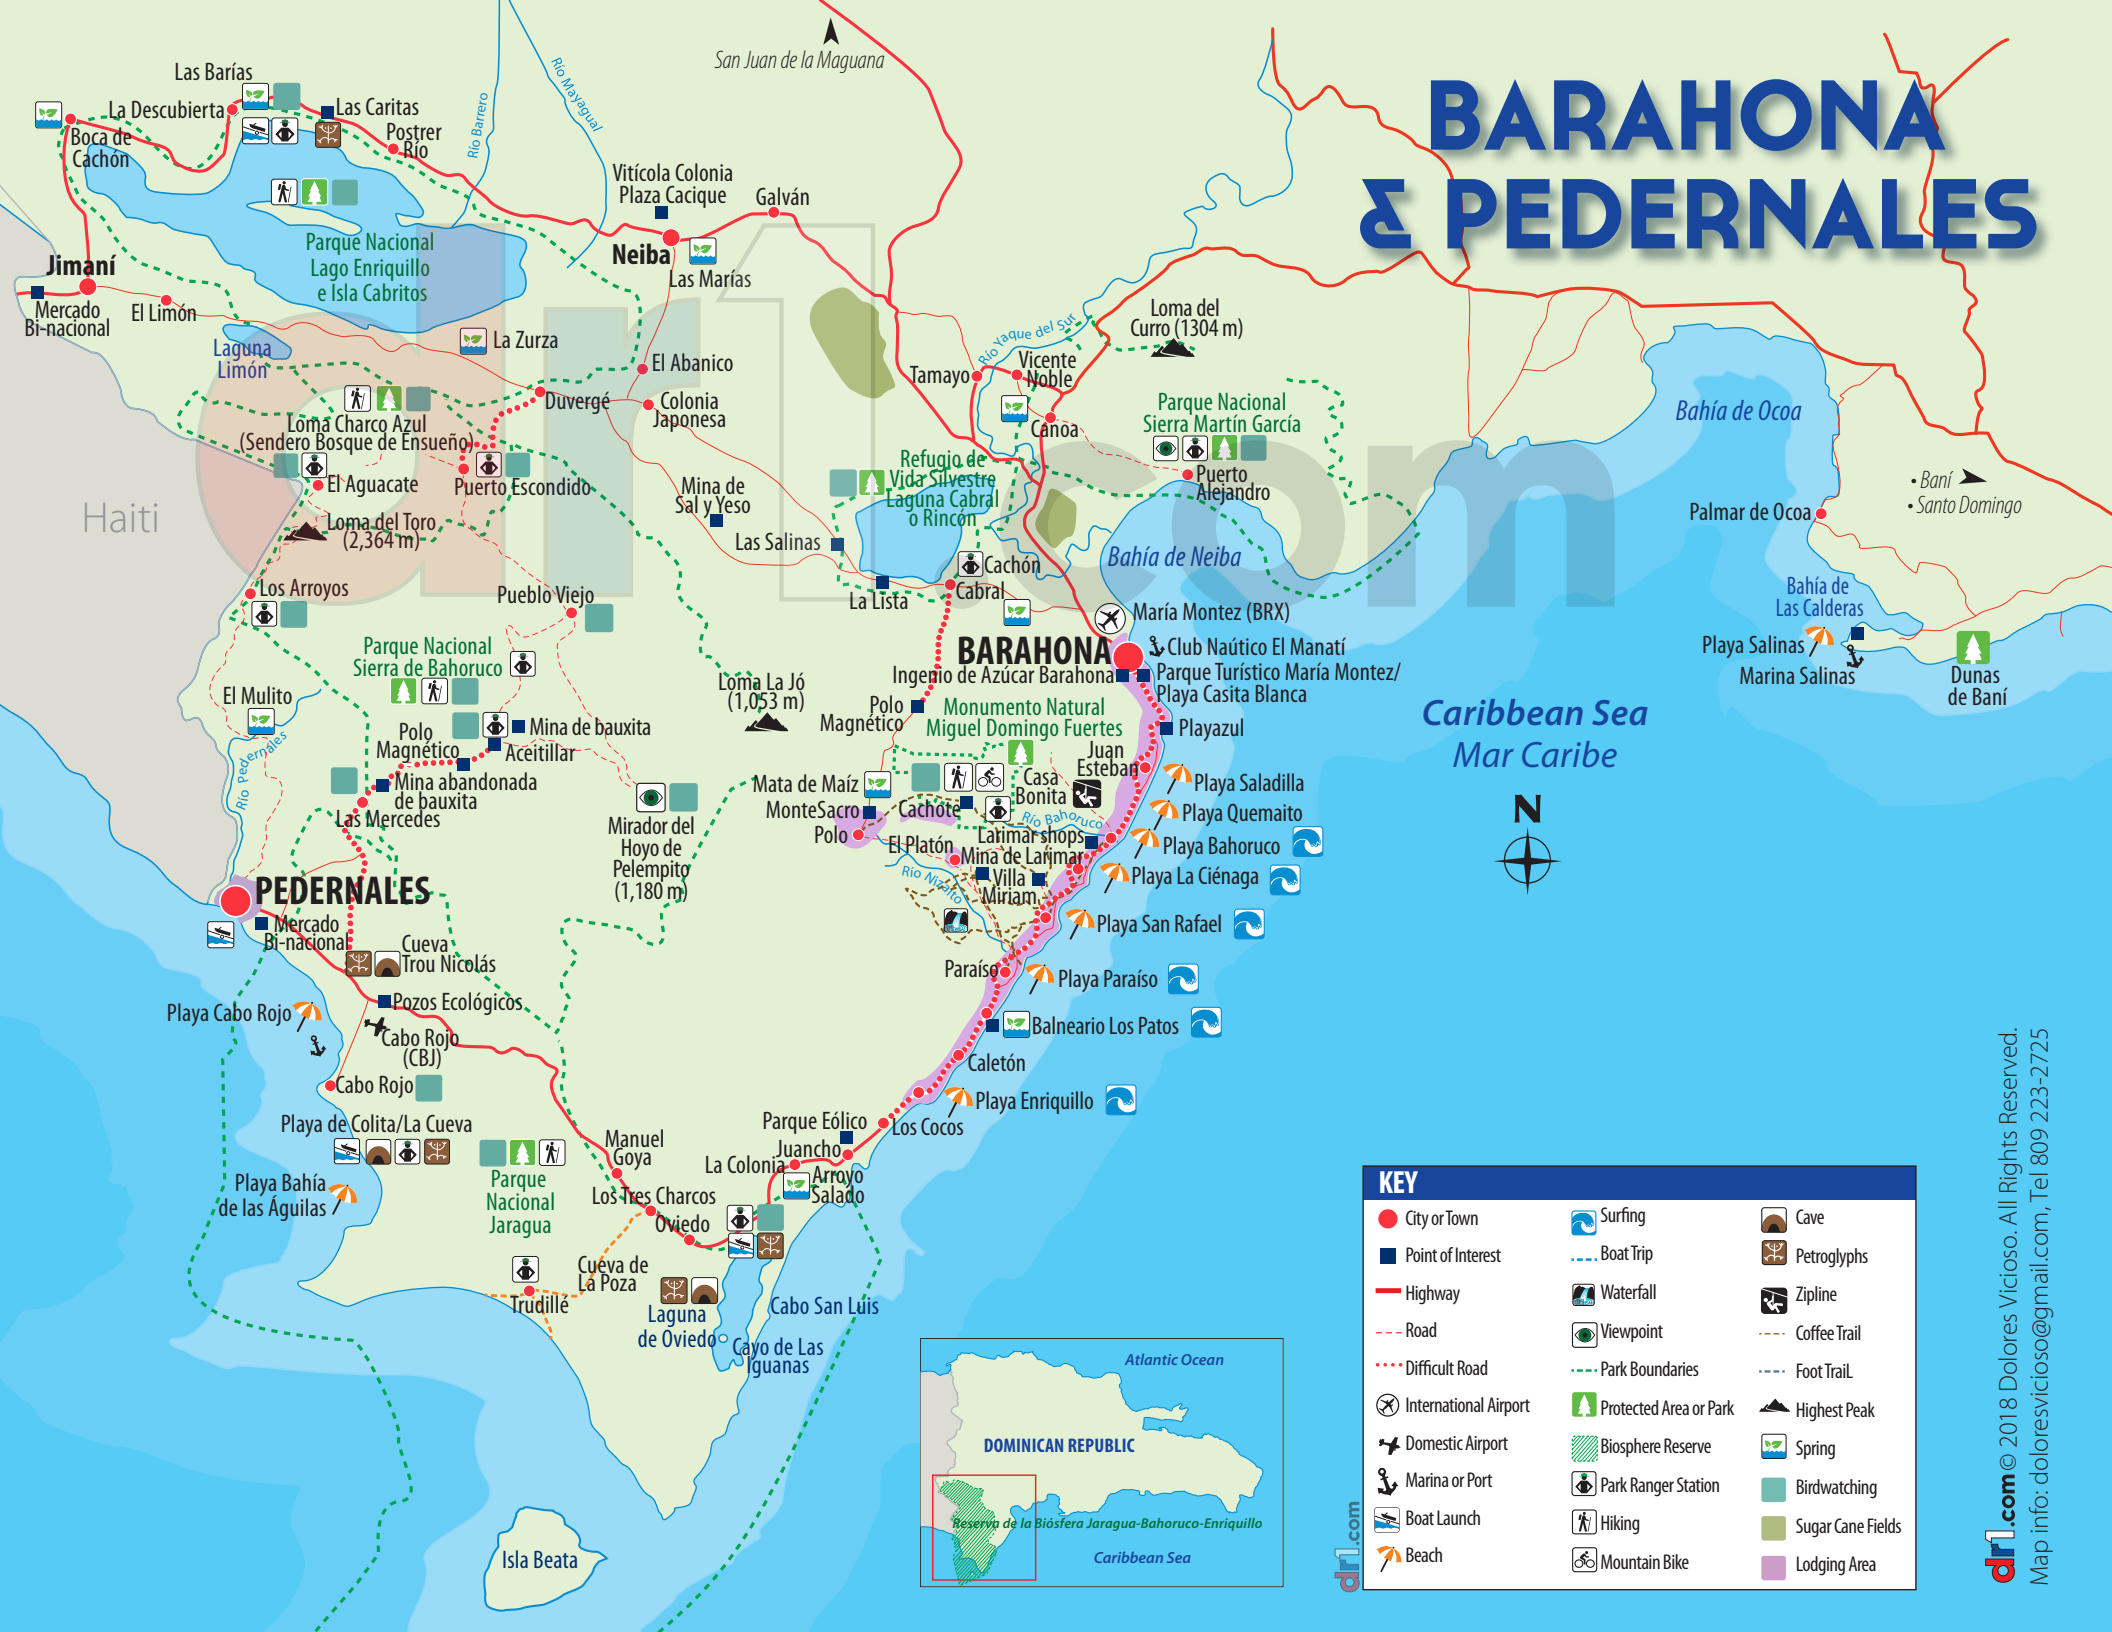 BARAHONA
& PEDERNALES
San Juan de la Maguana
Las Barías
La Descubierta
Las Caritas
Boca de
Cachón
Postrer
Río
Río Barrero
Río Mayagual
Vitícola Colonia
Plaza Cacique
Galván
Neiba
Las Marías
Parque Nacional
Lago Enriquillo
e Isla Cabritos
Jimaní
Mercado
Bi-nacional
El Limón
Laguna
Limón
La Zurza
El Abanico
Duvergé
Colonia
Japonesa
Loma Charco Azul
(Sendero Bosque de Ensueño)
El Aguacate
Puerto Escondido
Loma del Toro
(2,364 m)
Haiti
Mina de
Sal y Yeso
Las Salinas
La Lista
Loma del
Curro (1304 m)
Río Yaque del Sur
Vicente
Noble
Tamayo
Canoa
Parque Nacional
Sierra Martín García
Puerto
Alejandro
Refugio de
Vida Silvestre
Laguna Cabral
o Rincón
Cachón
Cabral
Bahía de Neiba
Bahía de Ocoa
Palmar de Ocoa
• Baní
• Santo Domingo
Bahía de
Las Calderas
Playa Salinas
Marina Salinas
Dunas
de Baní
Los Arroyos
Pueblo Viejo
Parque Nacional
Sierra de Bahoruco
El Mulito
Río Pedernales
Polo
Magnético
Mina de bauxita
Aceitillar
Mina abandonada
de bauxita
Las Mercedes
Loma La Jó
(1,053 m)
Mirador del
Hoyo de
Pelempito
(1,180 m)
María Montez (BRX)
BARAHONA
Club Naútico El Manatí
Ingenio de Azúcar Barahona
Parque Turístico María Montez/
Playa Casita Blanca
Polo
Magnético
Monumento Natural
Miguel Domingo Fuertes
Playazul
Juan
Esteban
Casa
Bonita
Mata de Maíz
MonteSacro
Polo
Cachote
Río Bahoruco
Larimar shops
El Platón
Mina de Larimar
Villa
Miriam
Río Nizaíto
Playa Saladilla
Playa Quemaito
Playa Bahoruco
Playa La Ciénaga
Playa San Rafael
Paraíso
Playa Paraíso
Balneario Los Patos
Caletón
Playa Enriquillo
Los Cocos
Caribbean Sea
Mar Caribe
N
PEDERNALES
Mercado
Bi-nacional
Cueva
Trou Nicolás
Playa Cabo Rojo
Pozos Ecológicos
Cabo Rojo
(CBJ)
Cabo Rojo
Playa de Colita/La Cueva
Playa Bahía
de las Águilas
Parque
Nacional
Jaragua
Manuel
Goya
Los Tres Charcos
Oviedo
Parque Eólico
Juancho
La Colonia
Arroyo
Salado
Cueva de
La Poza
Trudillé
Laguna
de Oviedo
Cabo San Luis
Cayo de Las
Iguanas
Isla Beata
Atlantic Ocean
DOMINICAN REPUBLIC
Reserva de la Biósfera Jaragua-Bahoruco-Enriquillo
Caribbean Sea
KEY
City or Town
Point of Interest
Highway
Road
Difficult Road
International Airport
Domestic Airport
Marina or Port
Boat Launch
Beach
Surfing
Boat Trip
Waterfall
Viewpoint
Park Boundaries
Protected Area or Park
Biosphere Reserve
Park Ranger Station
Hiking
Mountain Bike
Cave
Petroglyphs
Zipline
Coffee Trail
Foot TraiL
Highest Peak
Spring
Birdwatching
Sugar Cane Fields
Lodging Area
dr1.com
dr1.com © 2018 Dolores Vicioso. All Rights Reserved.
Map info: doloresvicioso@gmail.com, Tel 809 223-2725
dr1.com